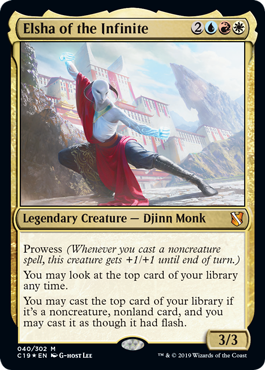 Elsha of the Infinite 2
Legendary Creature — Djinn Monk
Prowess (Whenever you cast a noncreature
spell, this creature gets +1/+1 until end of turn.)
You may look at the top card of your library
any time.
You may cast the top card of your library if
it's a noncreature, nonland card, and you
may cast it as though it had flash.
3/3
040/302 M
C19 ★ EN G-HOST LEE
™ & © 2019 Wizards of the Coast